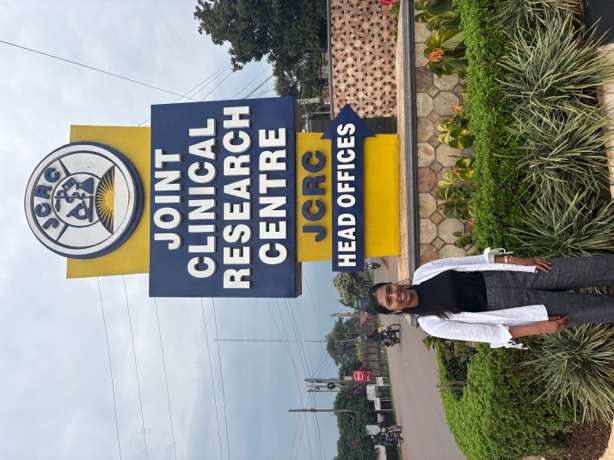 JCRC
JOINT
CLINICAL
RESEARCH
CENTRE
JCRC
HEAD OFFICES